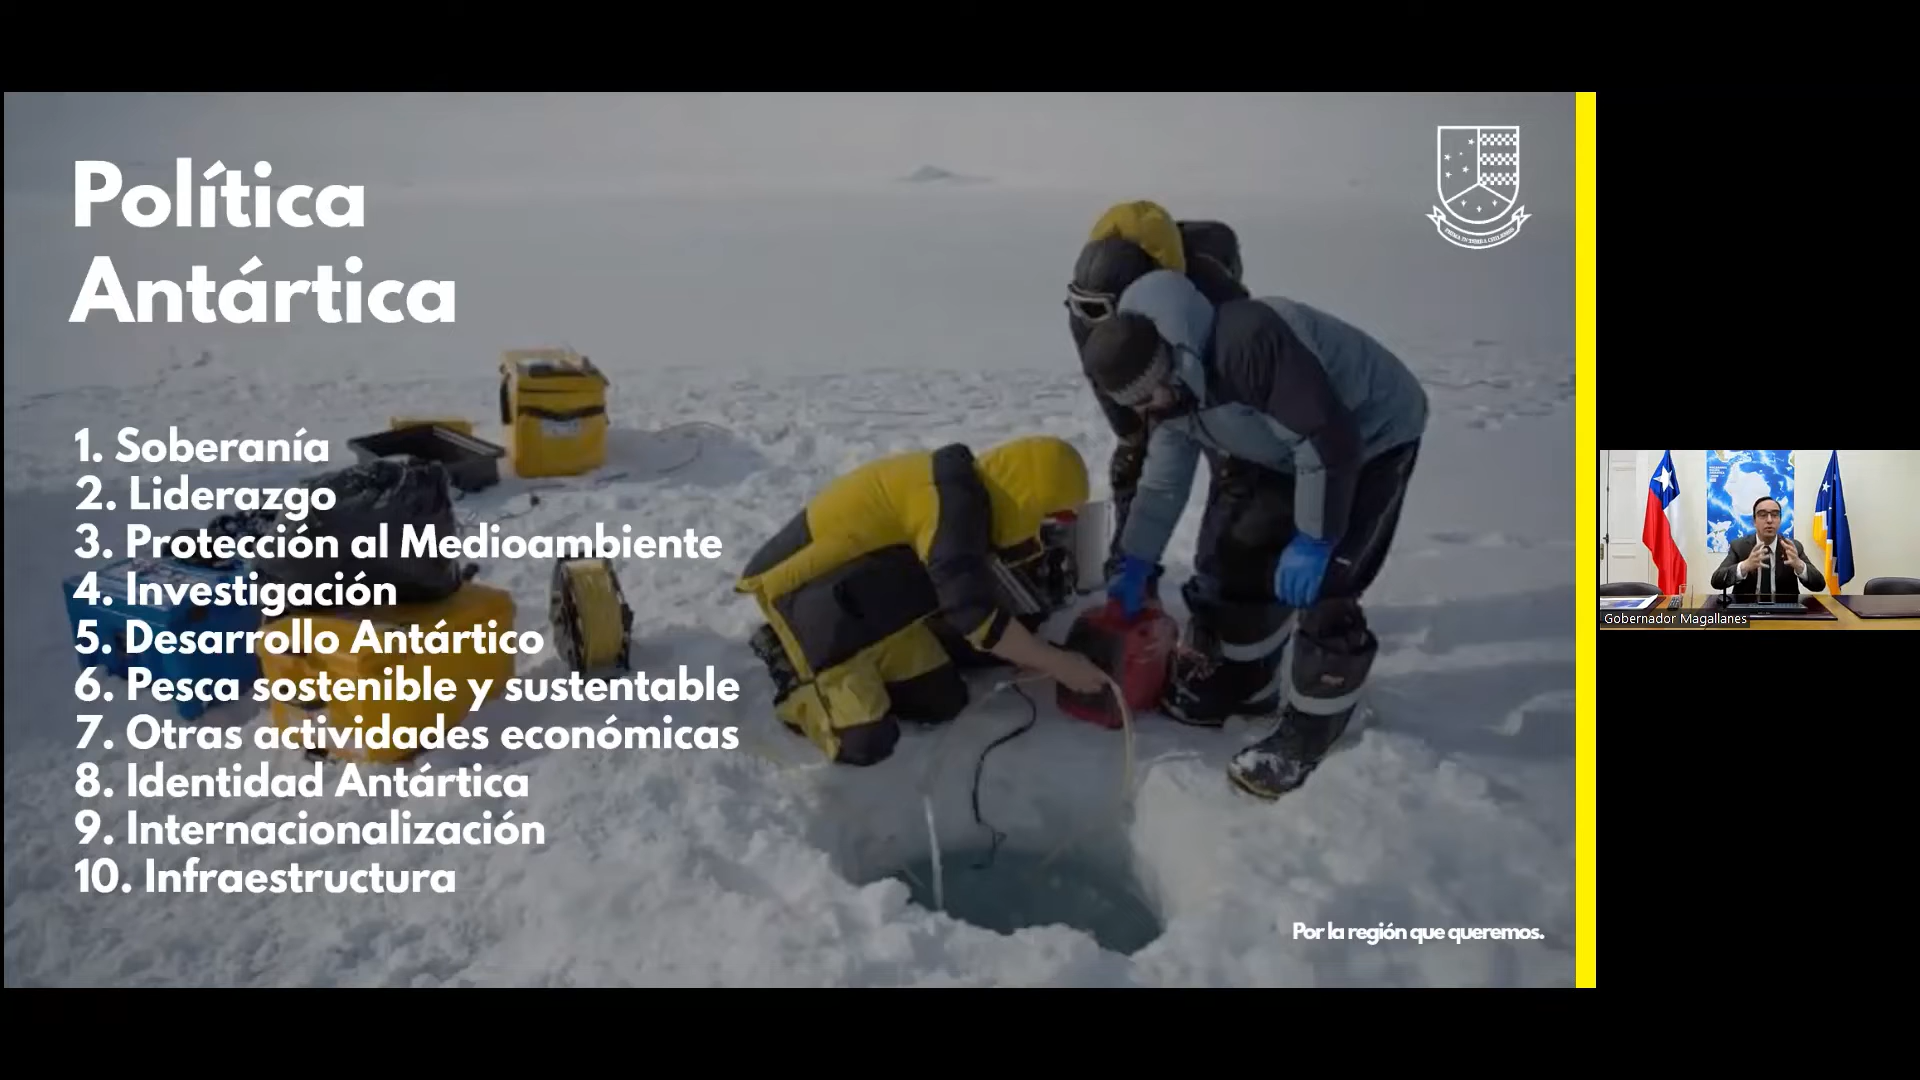 Política
Antártica
1. Soberanía
2. Liderazgo
3. Protección al Medioambiente
4. Investigación
5. Desarrollo Antártico
6. Pesca sostenible y sustentable
7. Otras actividades económicas
8. Identidad Antártica
9. Internacionalización
10. Infraestructura
Por la región que queremos.
Gobernador Magallanes